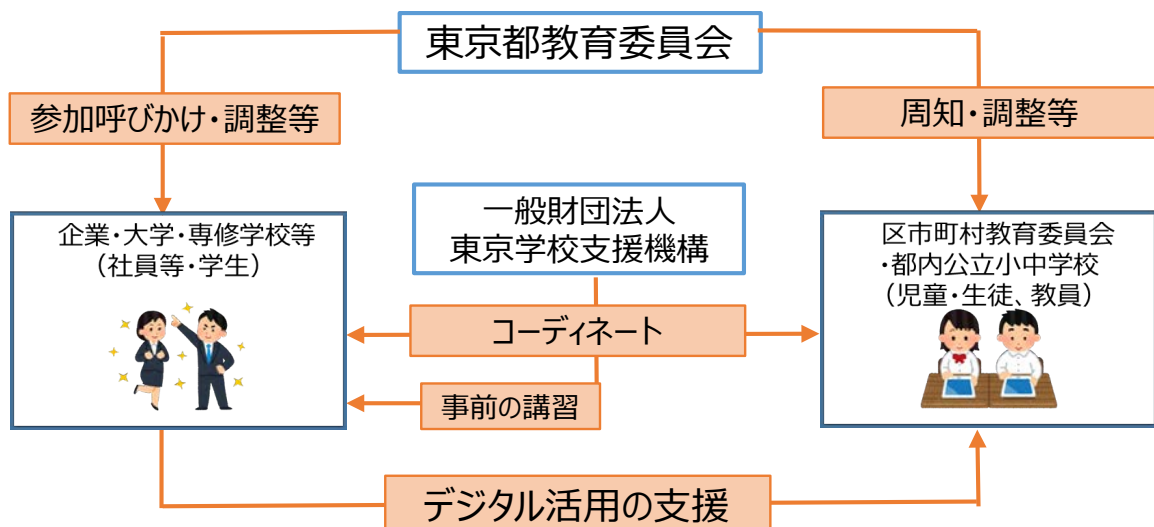 東京都教育委員会
参加呼びかけ・調整等
周知・調整等
一般財団法人
東京学校支援機構
企業・大学・専修学校等
（社員等・学生）
区市町村教育委員会
・都内公立小中学校
（児童・生徒、教員）
コーディネート
事前の講習
デジタル活用の支援